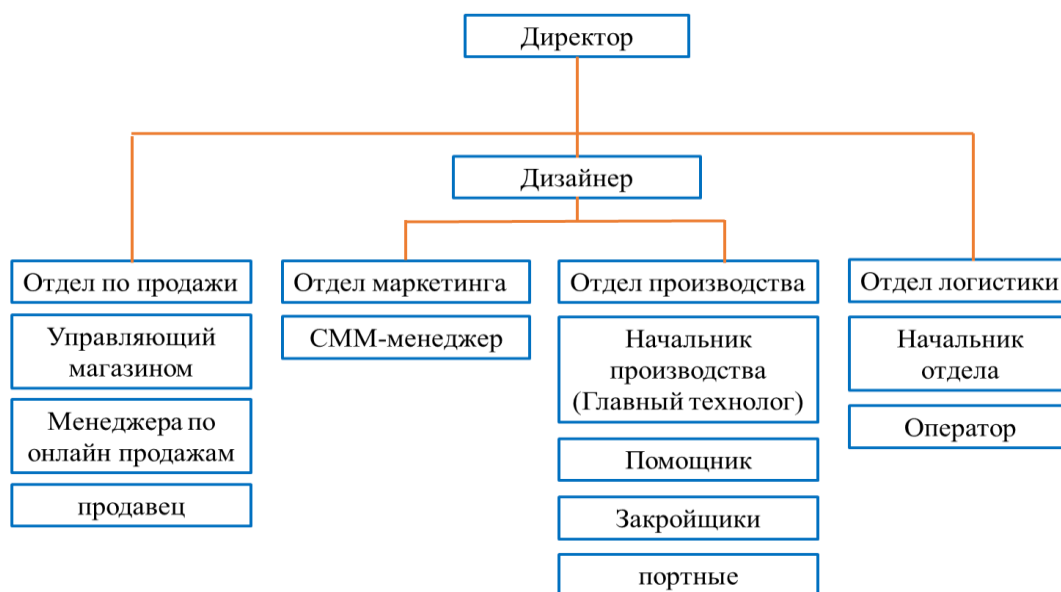 Директор
Дизайнер
Отдел по продажи
Управляющий
магазином
Менеджера по
онлайн продажам
продавец
Отдел маркетинга
СММ-менеджер
Отдел производства
Начальник
производства
(Главный технолог)
Помощник
Закройщики
портные
Отдел логистики
Начальник
отдела
Оператор